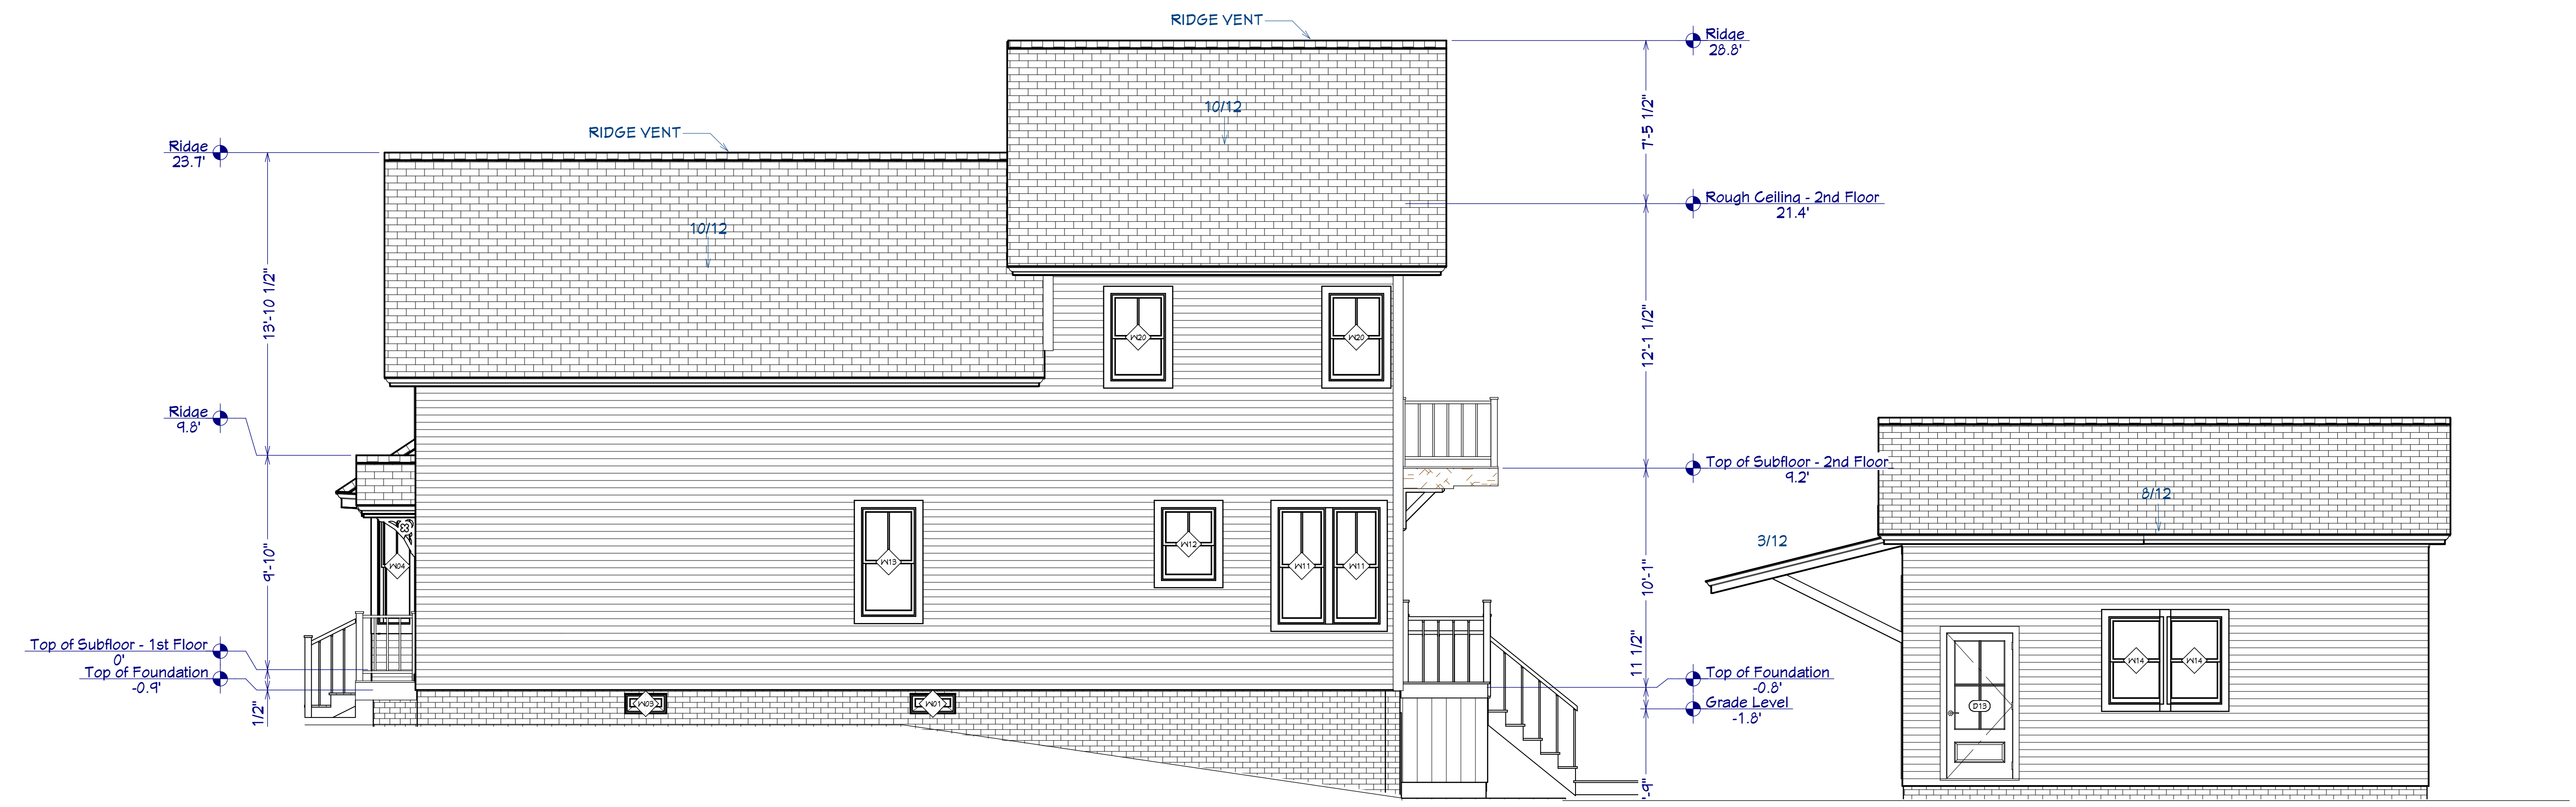 RIDGE VENT
Ridge
28.8'
7'-5 1/2"
10/12
RIDGE VENT
Ridge
23.7'
Rough Ceiling - 2nd Floor
21.4'
10/12
13'-10 1/2"
12'-1 1/2"
W20
W20
Ridge
9.8'
Top of Subfloor - 2nd Floor
9.2'
8/12
3/12
W13
W12
W11
W11
W04
9'-10"
10'-1"
Top of Subfloor - 1st Floor
0'
Top of Foundation
-0.9'
11 1/2"
Top of Foundation
-0.8'
Grade Level
-1.8'
W14
W14
D13
W03
W01
1/2"
'-9"